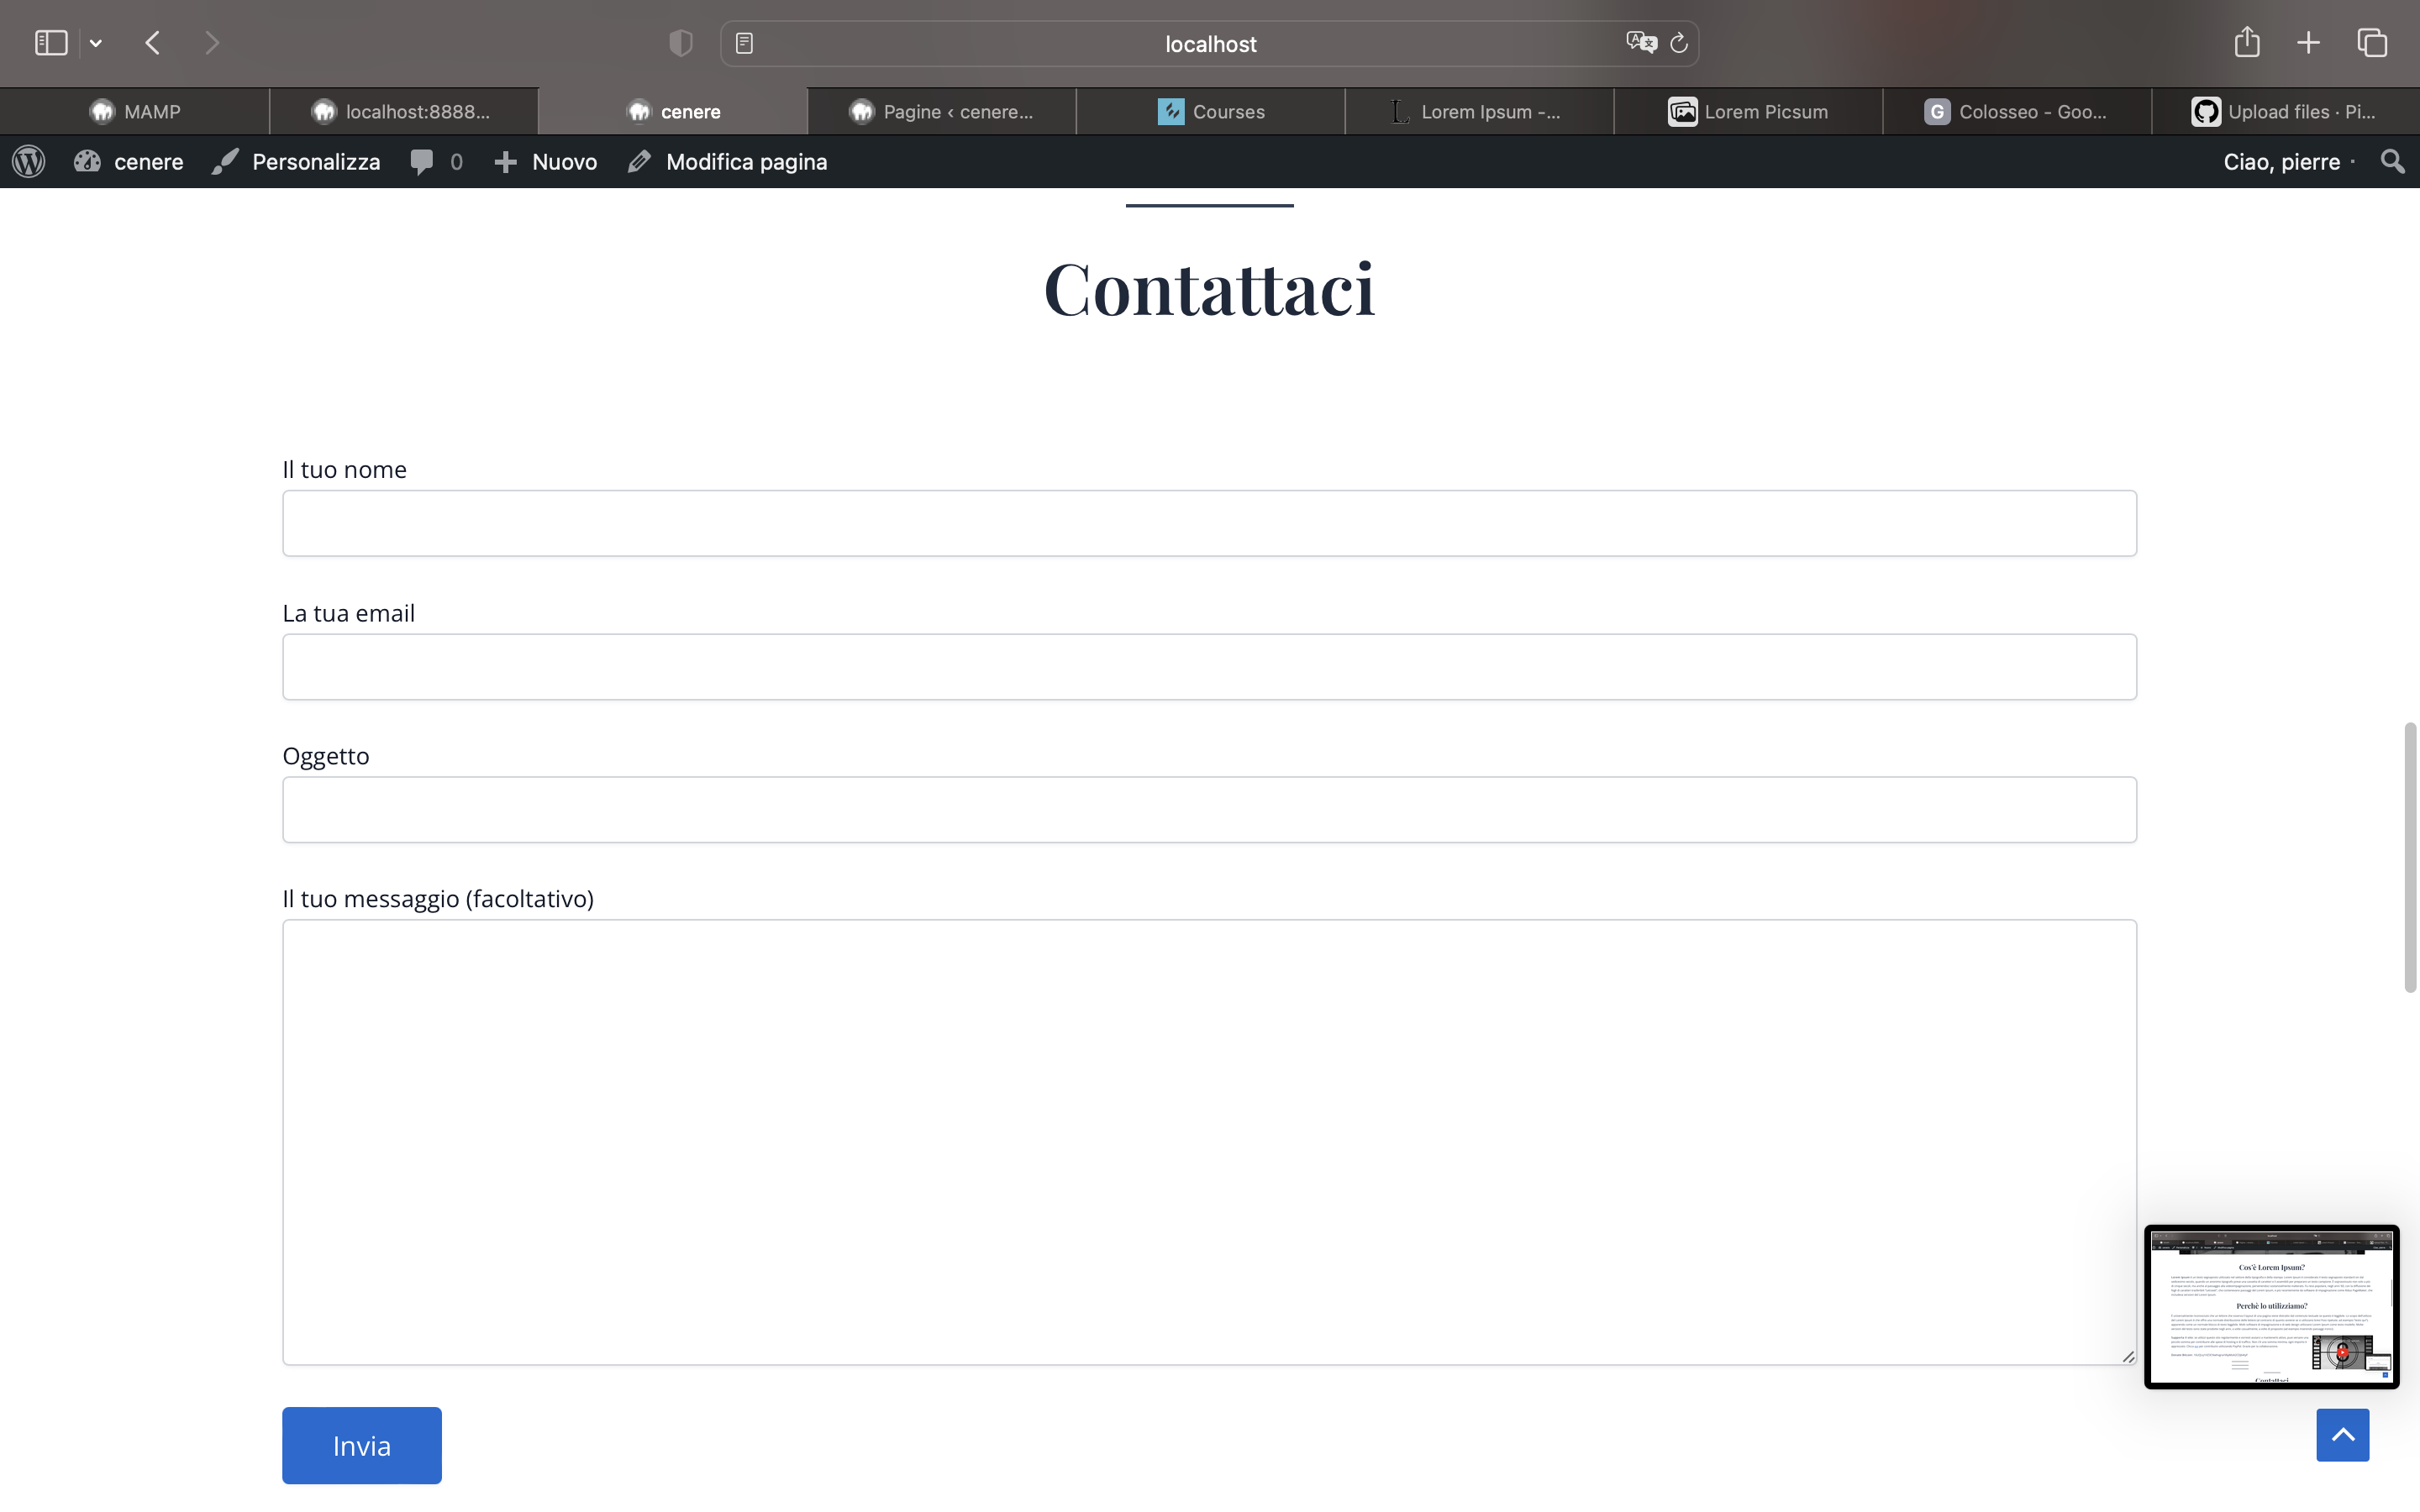 localhost
MAMP
localhost:8888...
cenere
Pagine ‹ cenere...
Courses
Lorem Ipsum -...
Lorem Picsum
G
Colosseo - Goo...
Upload files · Pi...
cenere
Personalizza
0
Nuovo
Modifica pagina
Ciao, pierre
Contattaci
Il tuo nome
La tua email
Oggetto
Il tuo messaggio (facoltativo)
Cos'è Lorem Ipsum?
Perchè lo utilizziamo?
Contattaci
Invia